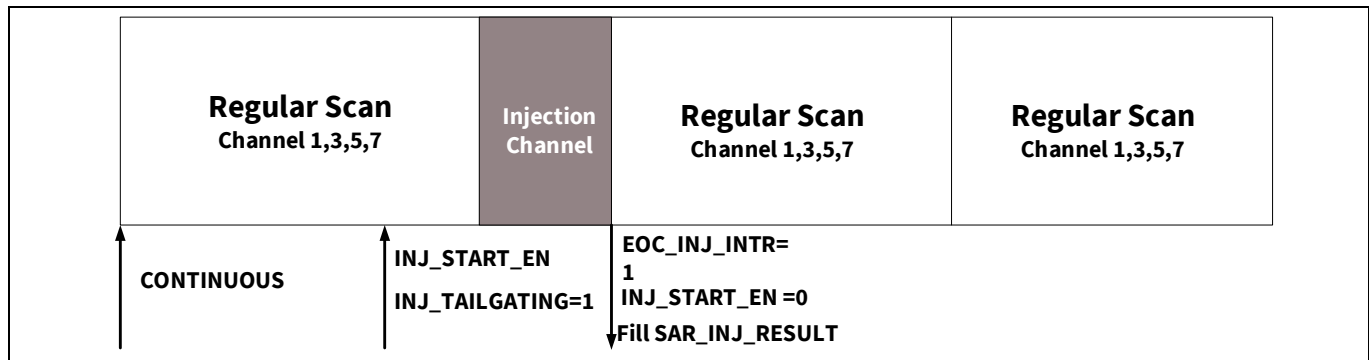 Regular Scan
Channel 1,3,5,7
Injection
Channel
Regular Scan
Channel 1,3,5,7
Regular Scan
Channel 1,3,5,7
CONTINUOUS
INJ_START_EN
INJ_TAILGATING=1
EOC_INJ_INTR=
1
INJ_START_EN =0
Fill SAR_INJ_RESULT